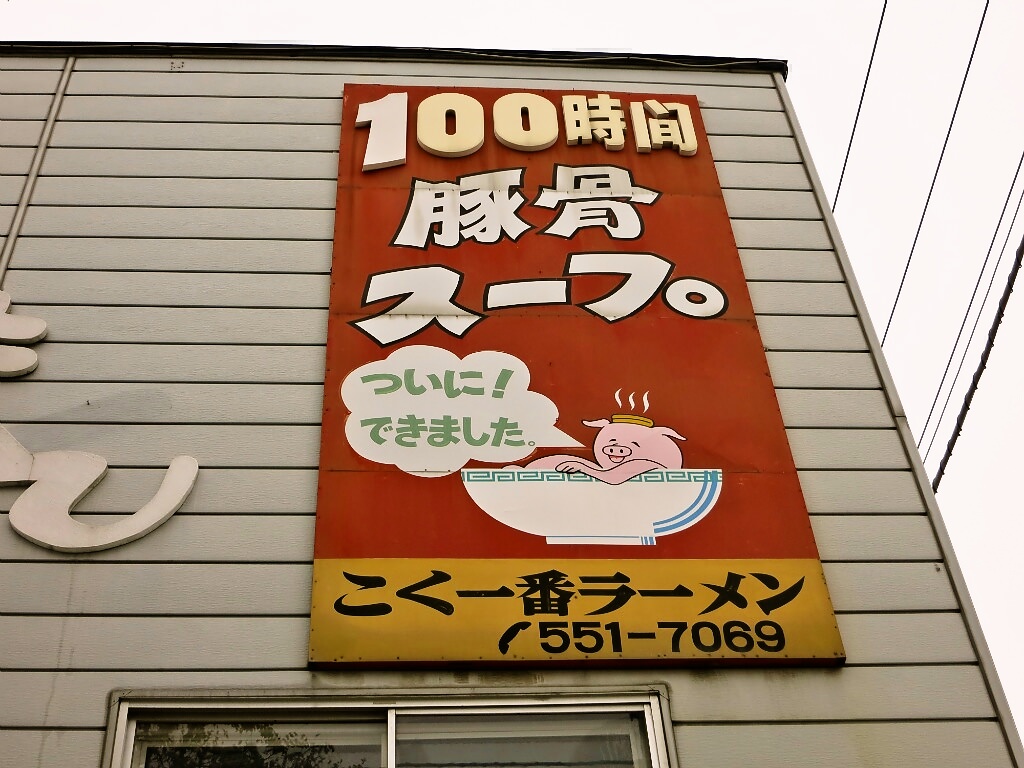 100時間
豚骨
スープ。
ついに!
できました。
こく一番ラーメン
551-7069